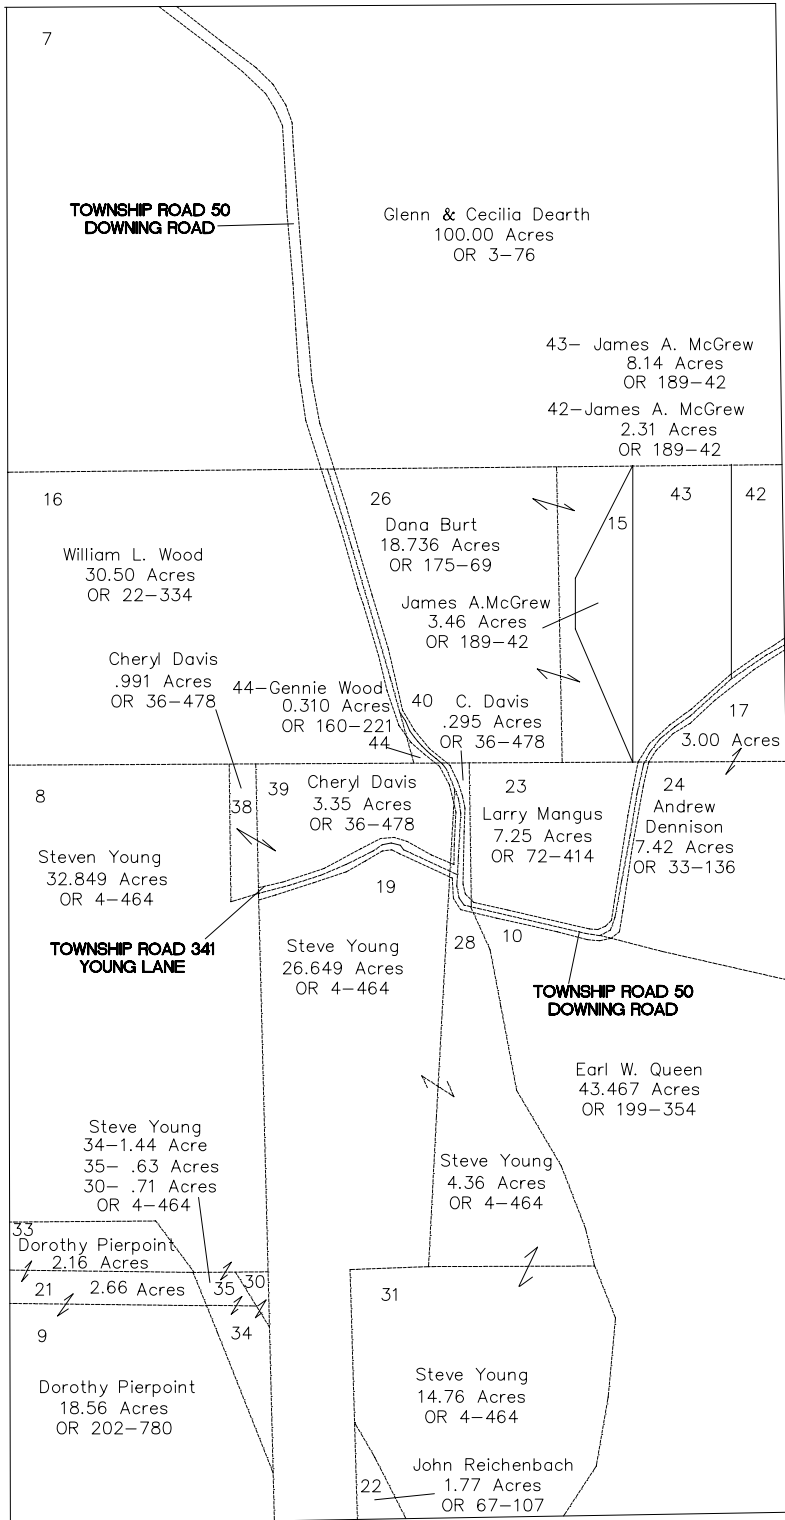 7
TOWNSHIP ROAD 50
DOWNING ROAD
Glenn & Cecilia Dearth
100.00 Acres
OR 3-76
43- James A. McGrew
8.14 Acres
OR 189-42
42-James A. McGrew
2.31 Acres
OR 189-42
16
William L. Wood
30.50 Acres
OR 22-334
26
Dana Burt
18.736 Acres
OR 175-69
15
43
42
James A.McGrew
3.46 Acres
OR 189-42
Cheryl Davis
.991 Acres
OR 36-478
44-Gennie Wood
0.310 Acres
OR 160-221
44
40
C. Davis
.295 Acres
OR 36-478
17
3.00 Acres
8
Steven Young
32.849 Acres
OR 4-464
38
39
Cheryl Davis
3.35 Acres
OR 36-478
23
Larry Mangus
7.25 Acres
OR 72-414
24
Andrew
Dennison
7.42 Acres
OR 33-136
TOWNSHIP ROAD 341
YOUNG LANE
19
Steve Young
26.649 Acres
OR 4-464
28
10
TOWNSHIP ROAD 50
DOWNING ROAD
Earl W. Queen
43.467 Acres
OR 199-354
Steve Young
34-1.44 Acre
35- .63 Acres
30- .71 Acres
OR 4-464
Steve Young
4.36 Acres
OR 4-464
33
Dorothy Pierpoint
2.16 Acres
21
2.66 Acres
35
30
34
9
Dorothy Pierpoint
18.56 Acres
OR 202-780
31
Steve Young
14.76 Acres
OR 4-464
22
John Reichenbach
1.77 Acres
OR 67-107